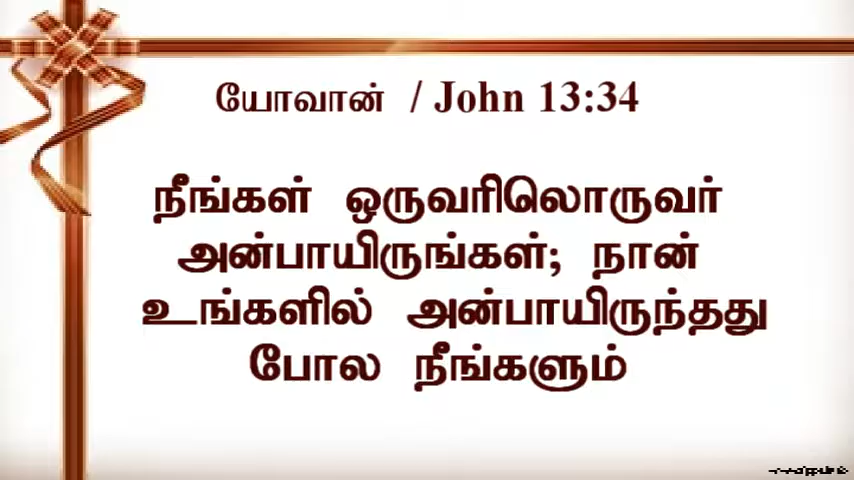 யோவான் / John 13:34
நீங்கள் ஒருவரிலொருவர்
அன்பாயிருங்கள்; நான்
உங்களில் அன்பாயிருந்தது
போல நீங்களும்